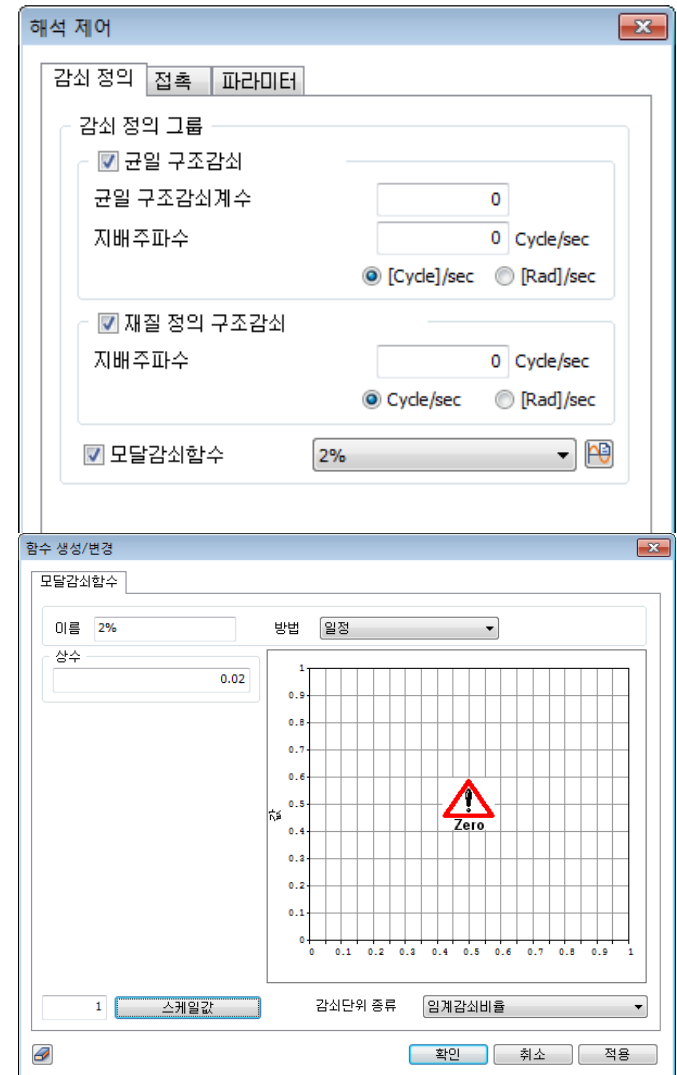 해석 제어
감쇠 정의 접촉 파라미터
감쇠 정의 그룹
균일 구조감쇠
균일 구조감쇠계수 0
지배주파수 0 Cycle/sec
[Cycle]/sec [Rad]/sec
재질 정의 구조감쇠
지배주파수 0 Cycle/sec
Cycle/sec [Rad]/sec
모달감쇠함수 2%
함수 생성/변경
모달감쇠함수
이름 2% 방법 일정
상수
0.02
1
0.9
0.8
0.7
0.6
0.5
0.4
0.3
0.2
0.1
0
값
Zero
0 0.1 0.2 0.3 0.4 0.5 0.6 0.7 0.8 0.9 1
1 스케일값 감쇠단위 종류 임계감쇠비율
확인 취소 적용